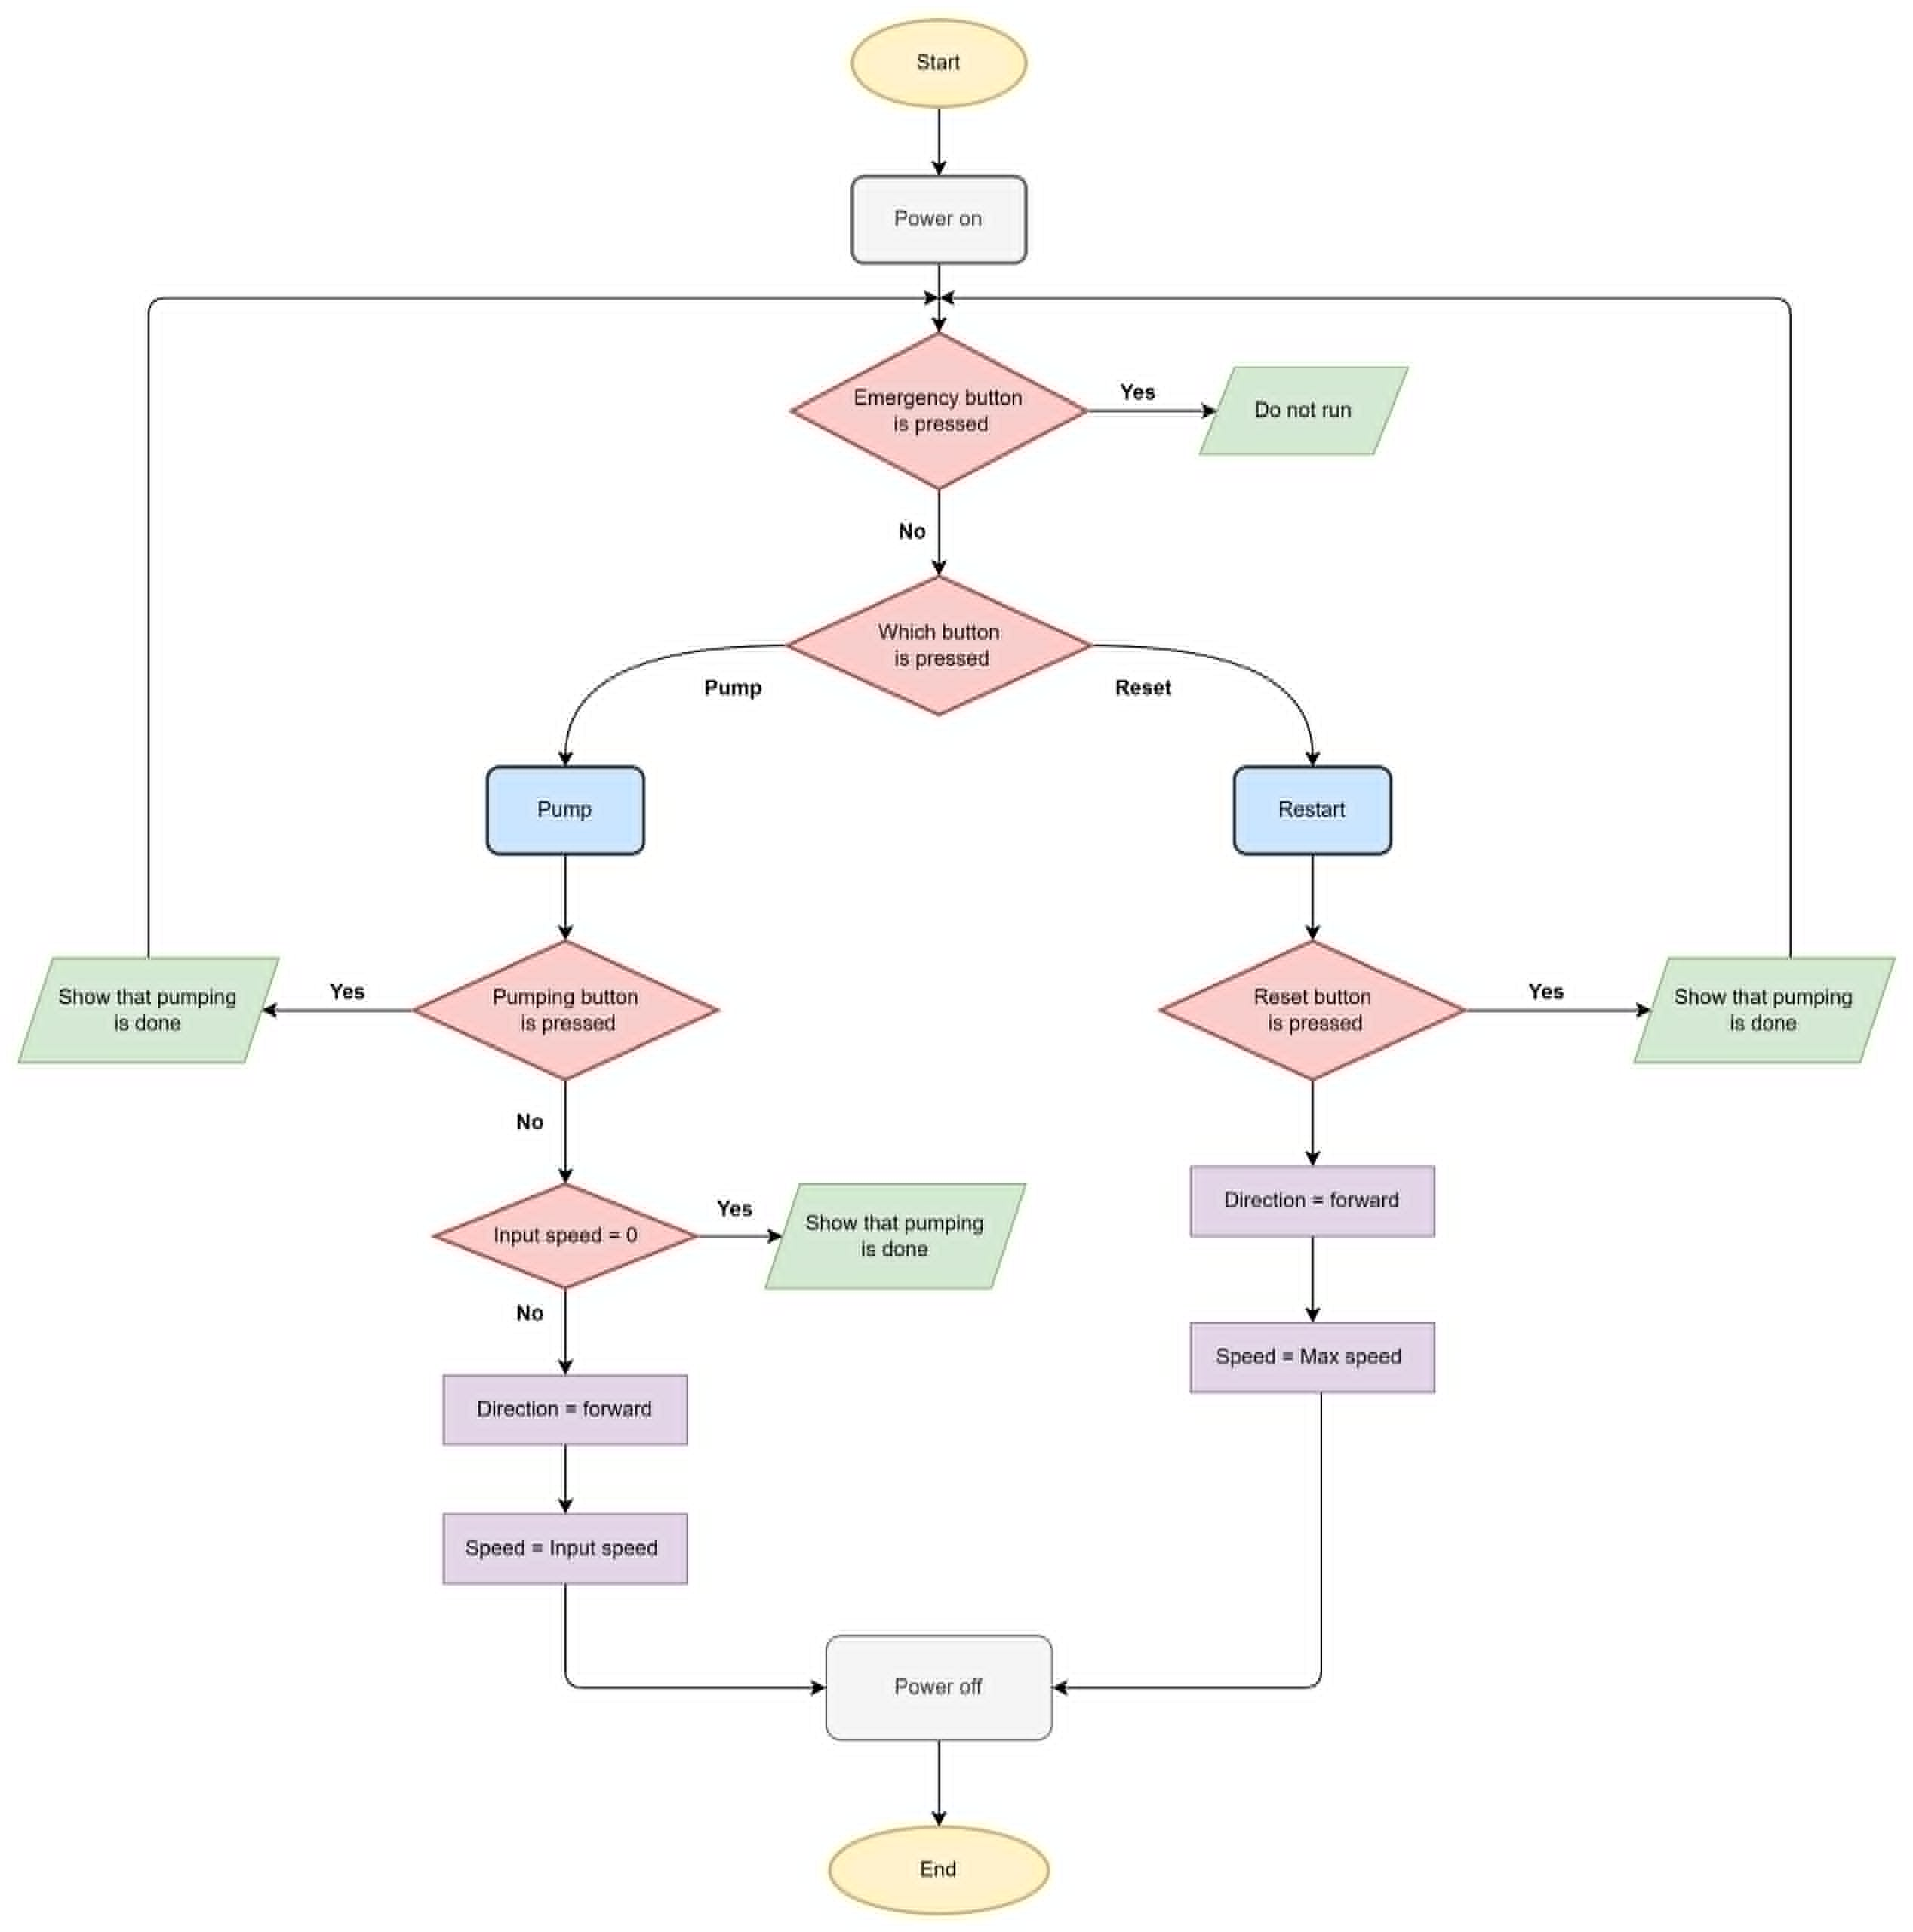 Start
Power on
Emergency button
is pressed
Yes
Do not run
No
Which button
is pressed
Pump
Reset
Pump
Restart
Show that pumping
is done
Yes
Pumping button
is pressed
Reset button
is pressed
Yes
Show that pumping
is done
No
Input speed = 0
Yes
Show that pumping
is done
Direction = forward
No
Speed = Max speed
Direction = forward
Speed = Input speed
Power off
End